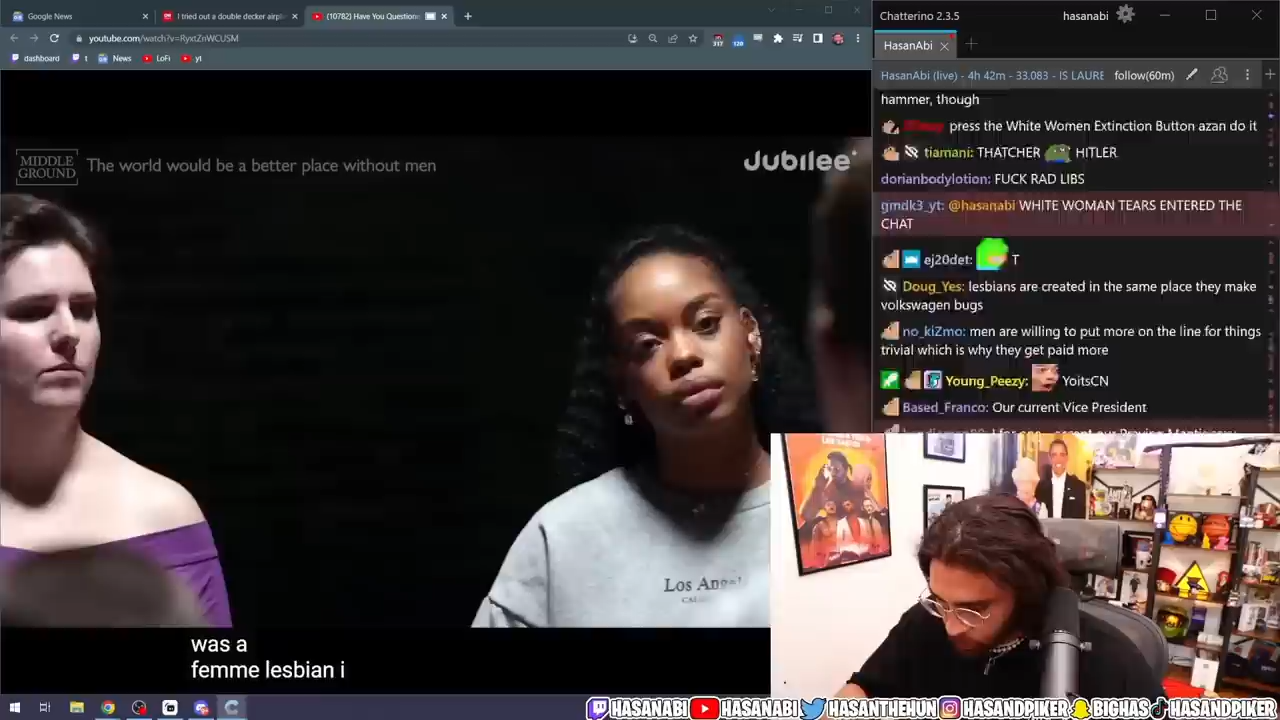 Google News
I tried out a double decker airpl
(10782) Have You Question
youtube.com/watch?v=RyxtZnWCUSM
dashboard
t
News
LoFi
yt
MIDDLE
GROUND
The world would be a better place without men
Jubilee
Los Angel
was a
femme lesbian i
Chatterino 2.3.5
hasanabi
HasanAbi
HasanAbi (live) - 4h 42m - 33,083 - IS LAURE
follow(60m)
hammer, though
press the White Women Extinction Button azan do it
tiamani: THATCHER HITLER
dorianbodylotion: FUCK RAD LIBS
gmdk3_yt: @hasanabi WHITE WOMAN TEARS ENTERED THE
CHAT
ej20det: T
Doug_Yes: lesbians are created in the same place they make
volkswagen bugs
no_kiZmo: men are willing to put more on the line for things
trivial which is why they get paid more
Young_Peezy: YoitsCN
Based_Franco: Our current Vice President
HASANABI
HASANABI
HASANTHEHUN
HASANDPIKER
BIGHAS
HASANDPIKER